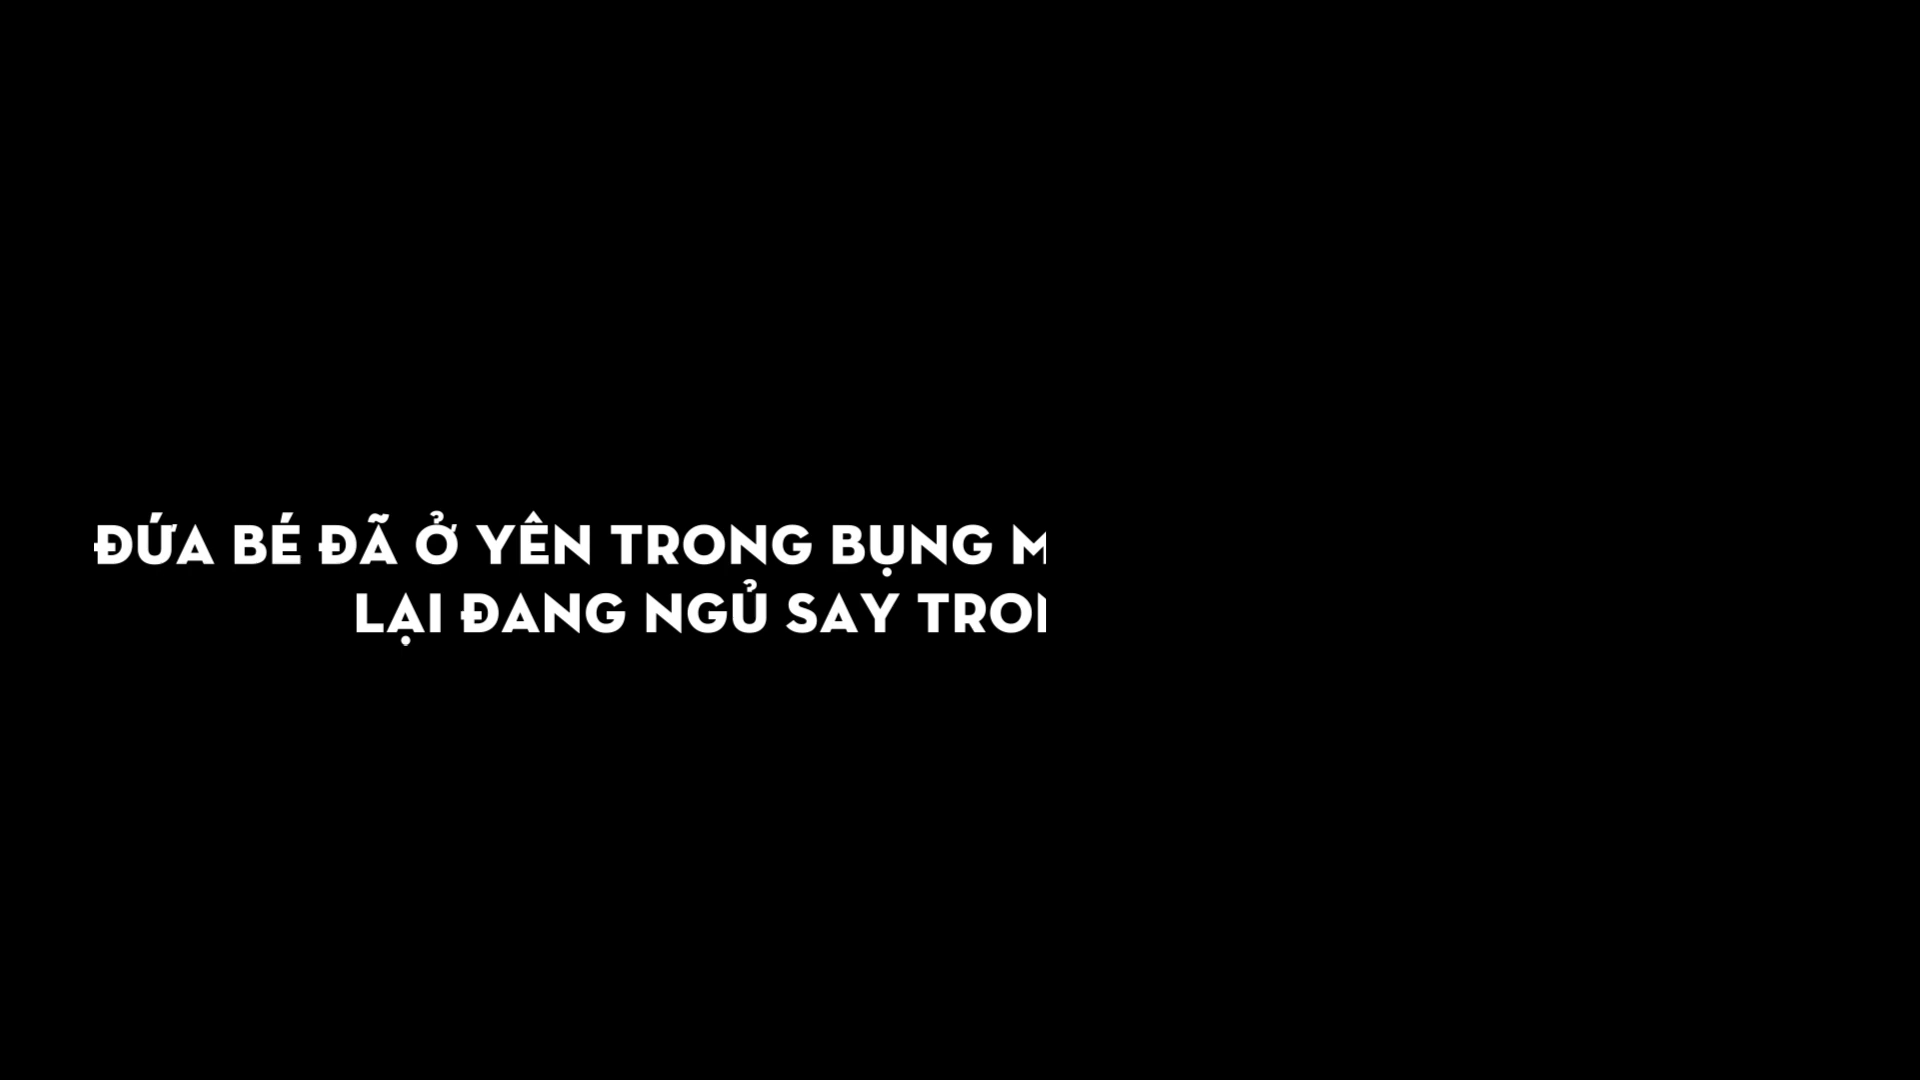 ĐỨA BÉ ĐÃ Ở YÊN TRONG BỤNG
LẠI ĐANG NGỦ SAY